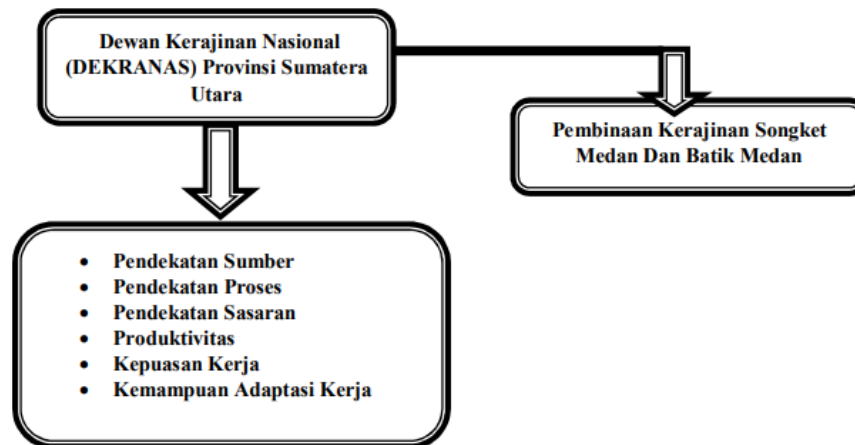 Dewan Kerajinan Nasional
(DEKRANAS) Provinsi Sumatera
Utara
Pembinaan Kerajinan Songket
Medan Dan Batik Medan
• Pendekatan Sumber
• Pendekatan Proses
• Pendekatan Sasaran
• Produktivitas
• Kepuasan Kerja
• Kemampuan Adaptasi Kerja